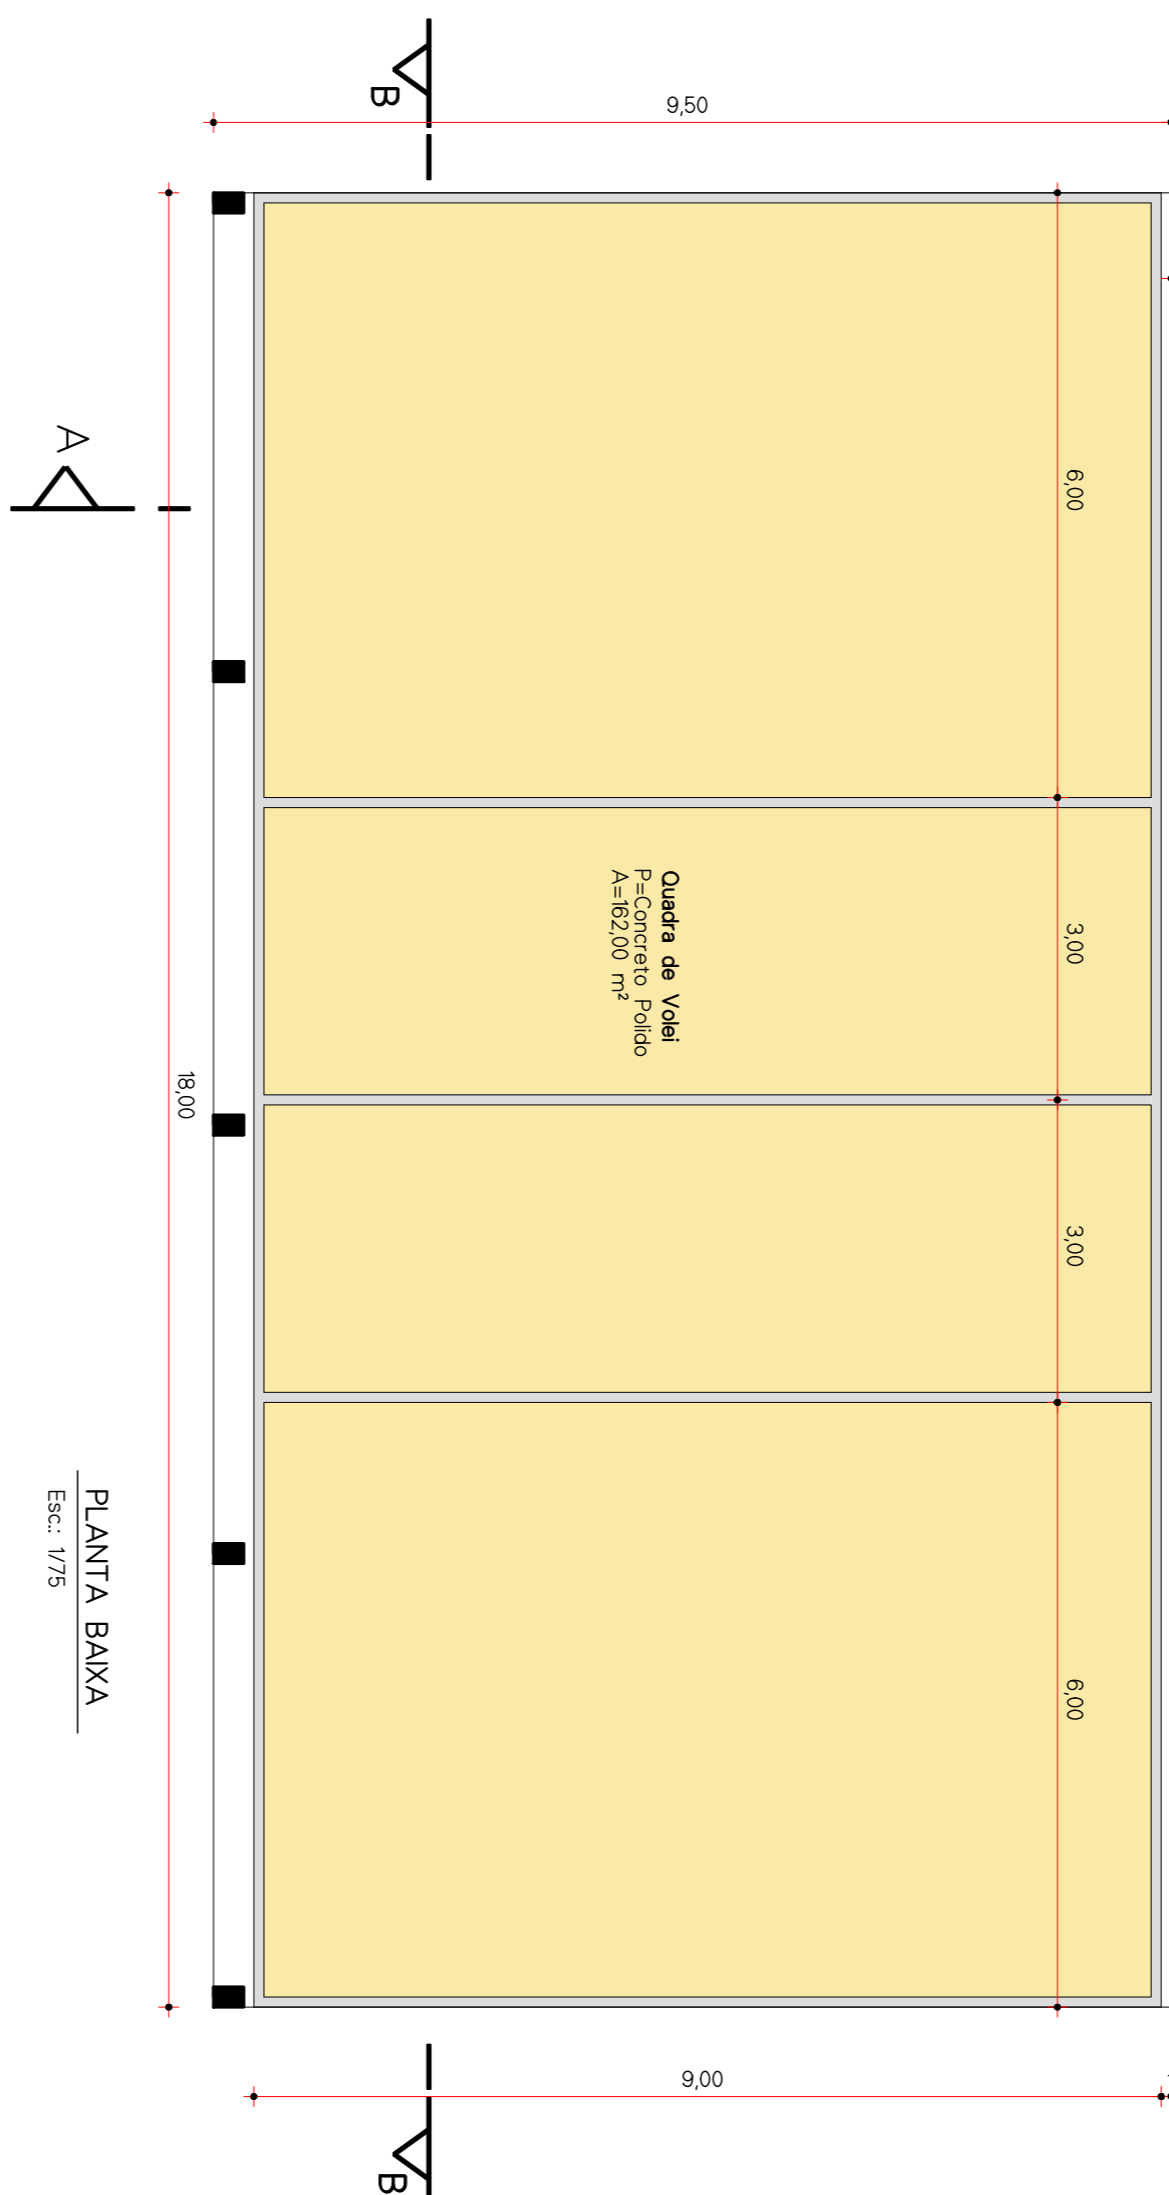 B
9,50
A
6,00
3,00
Quadra de Volei
P=Concreto Polido
A=162,00 m²
18,00
3,00
6,00
PLANTA BAIXA
Esc.: 1/75
9,00
B